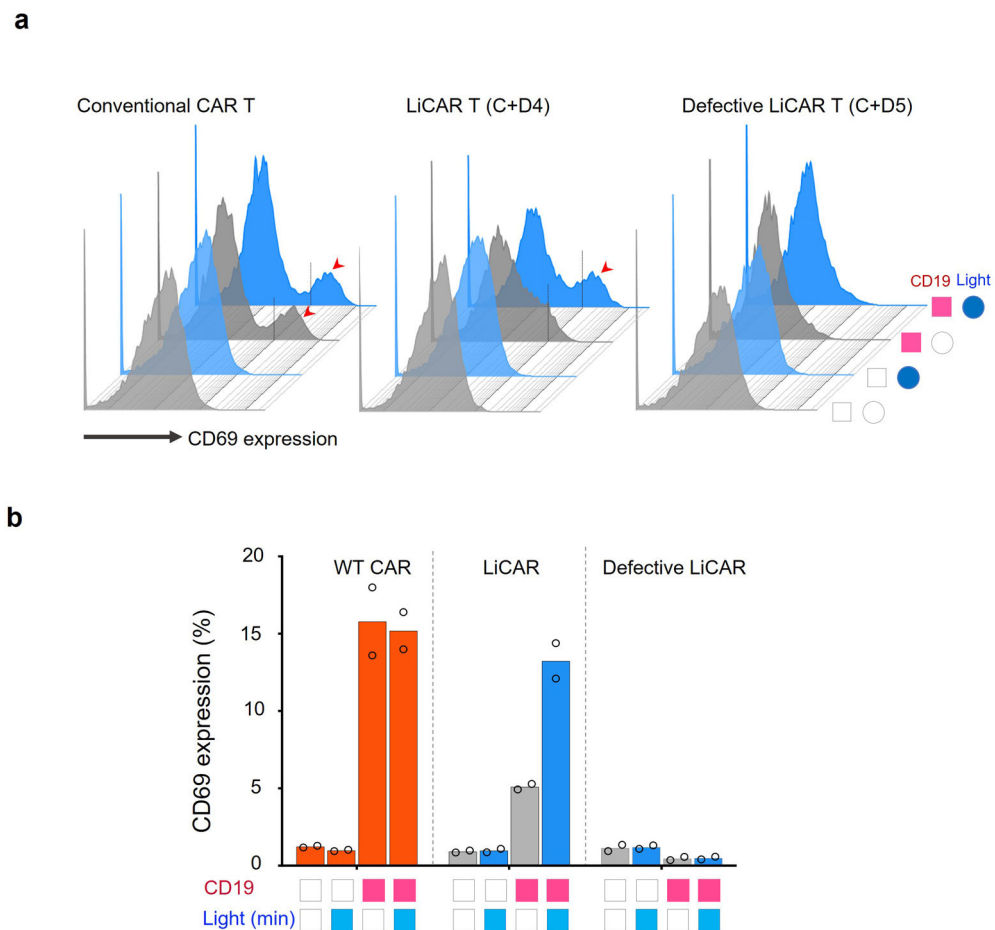 a
Conventional CAR T
LiCAR T (C+D4)
Defective LiCAR T (C+D5)
CD19 Light
CD69 expression
b
20
15
10
5
0
CD69 expression (%)
WT CAR
LiCAR
Defective LiCAR
CD19
Light (min)